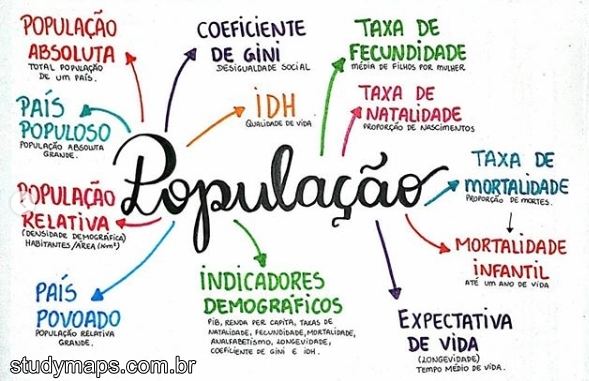 POPULAÇÃO
ABSOLUTA
TOTAL POPULAÇÃO
DE UM PAÍS.
COEFICIENTE
DE GINI
DESIGUALDADE SOCIAL
TAXA DE
FECUNDIDADE
MÉDIA DE FILHOS POR MULHER
PAÍS
POPULOSO
POPULAÇÃO ABSOLUTA
GRANDE.
IDH
QUALIDADE DE VIDA
TAXA DE
NATALIDADE
PROPORÇÃO DE NASCIMENTOS
População
TAXA DE
MORTALIDADE
PROPORÇÃO DE MORTES.
POPULAÇÃO
RELATIVA
(DENSIDADE DEMOGRÁFICA)
HABITANTES/ÁREA (Km²)
MORTALIDADE
INFANTIL
ATÉ UM ANO DE VIDA
PAÍS
POVOADO
POPULAÇÃO RELATIVA
GRANDE.
INDICADORES
DEMOGRÁFICOS
PIB, RENDA PER CAPITA, TAXAS DE
NATALIDADE, FECUNDIDADE, MORTALIDADE,
ANALFABETISMO, LONGEVIDADE,
COEFICIENTE DE GINI E IDH.
EXPECTATIVA
DE VIDA
(LONGEVIDADE)
TEMPO MÉDIO DE VIDA.
studymaps.com.br